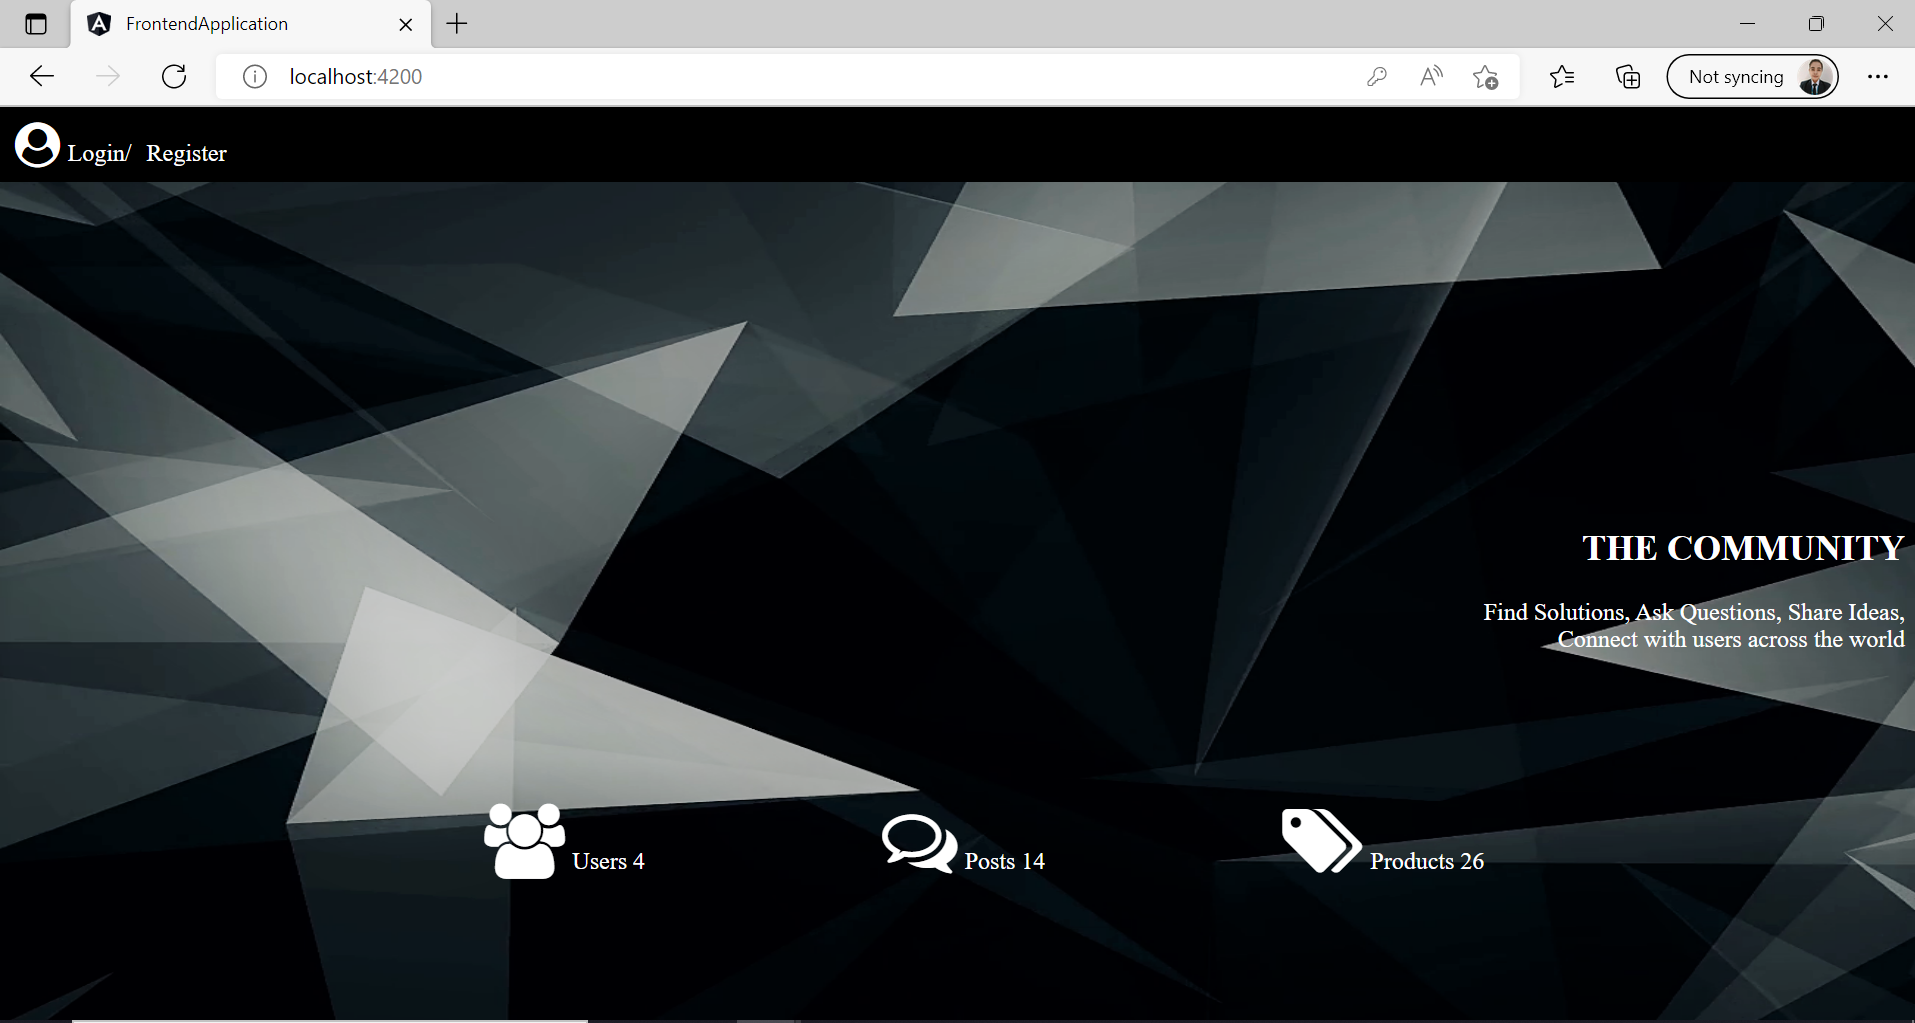 FrontendApplication
localhost:4200
Not syncing
Login/ Register
THE COMMUNITY
Find Solutions, Ask Questions, Share Ideas,
Connect with users across the world
Users 4
Posts 14
Products 26